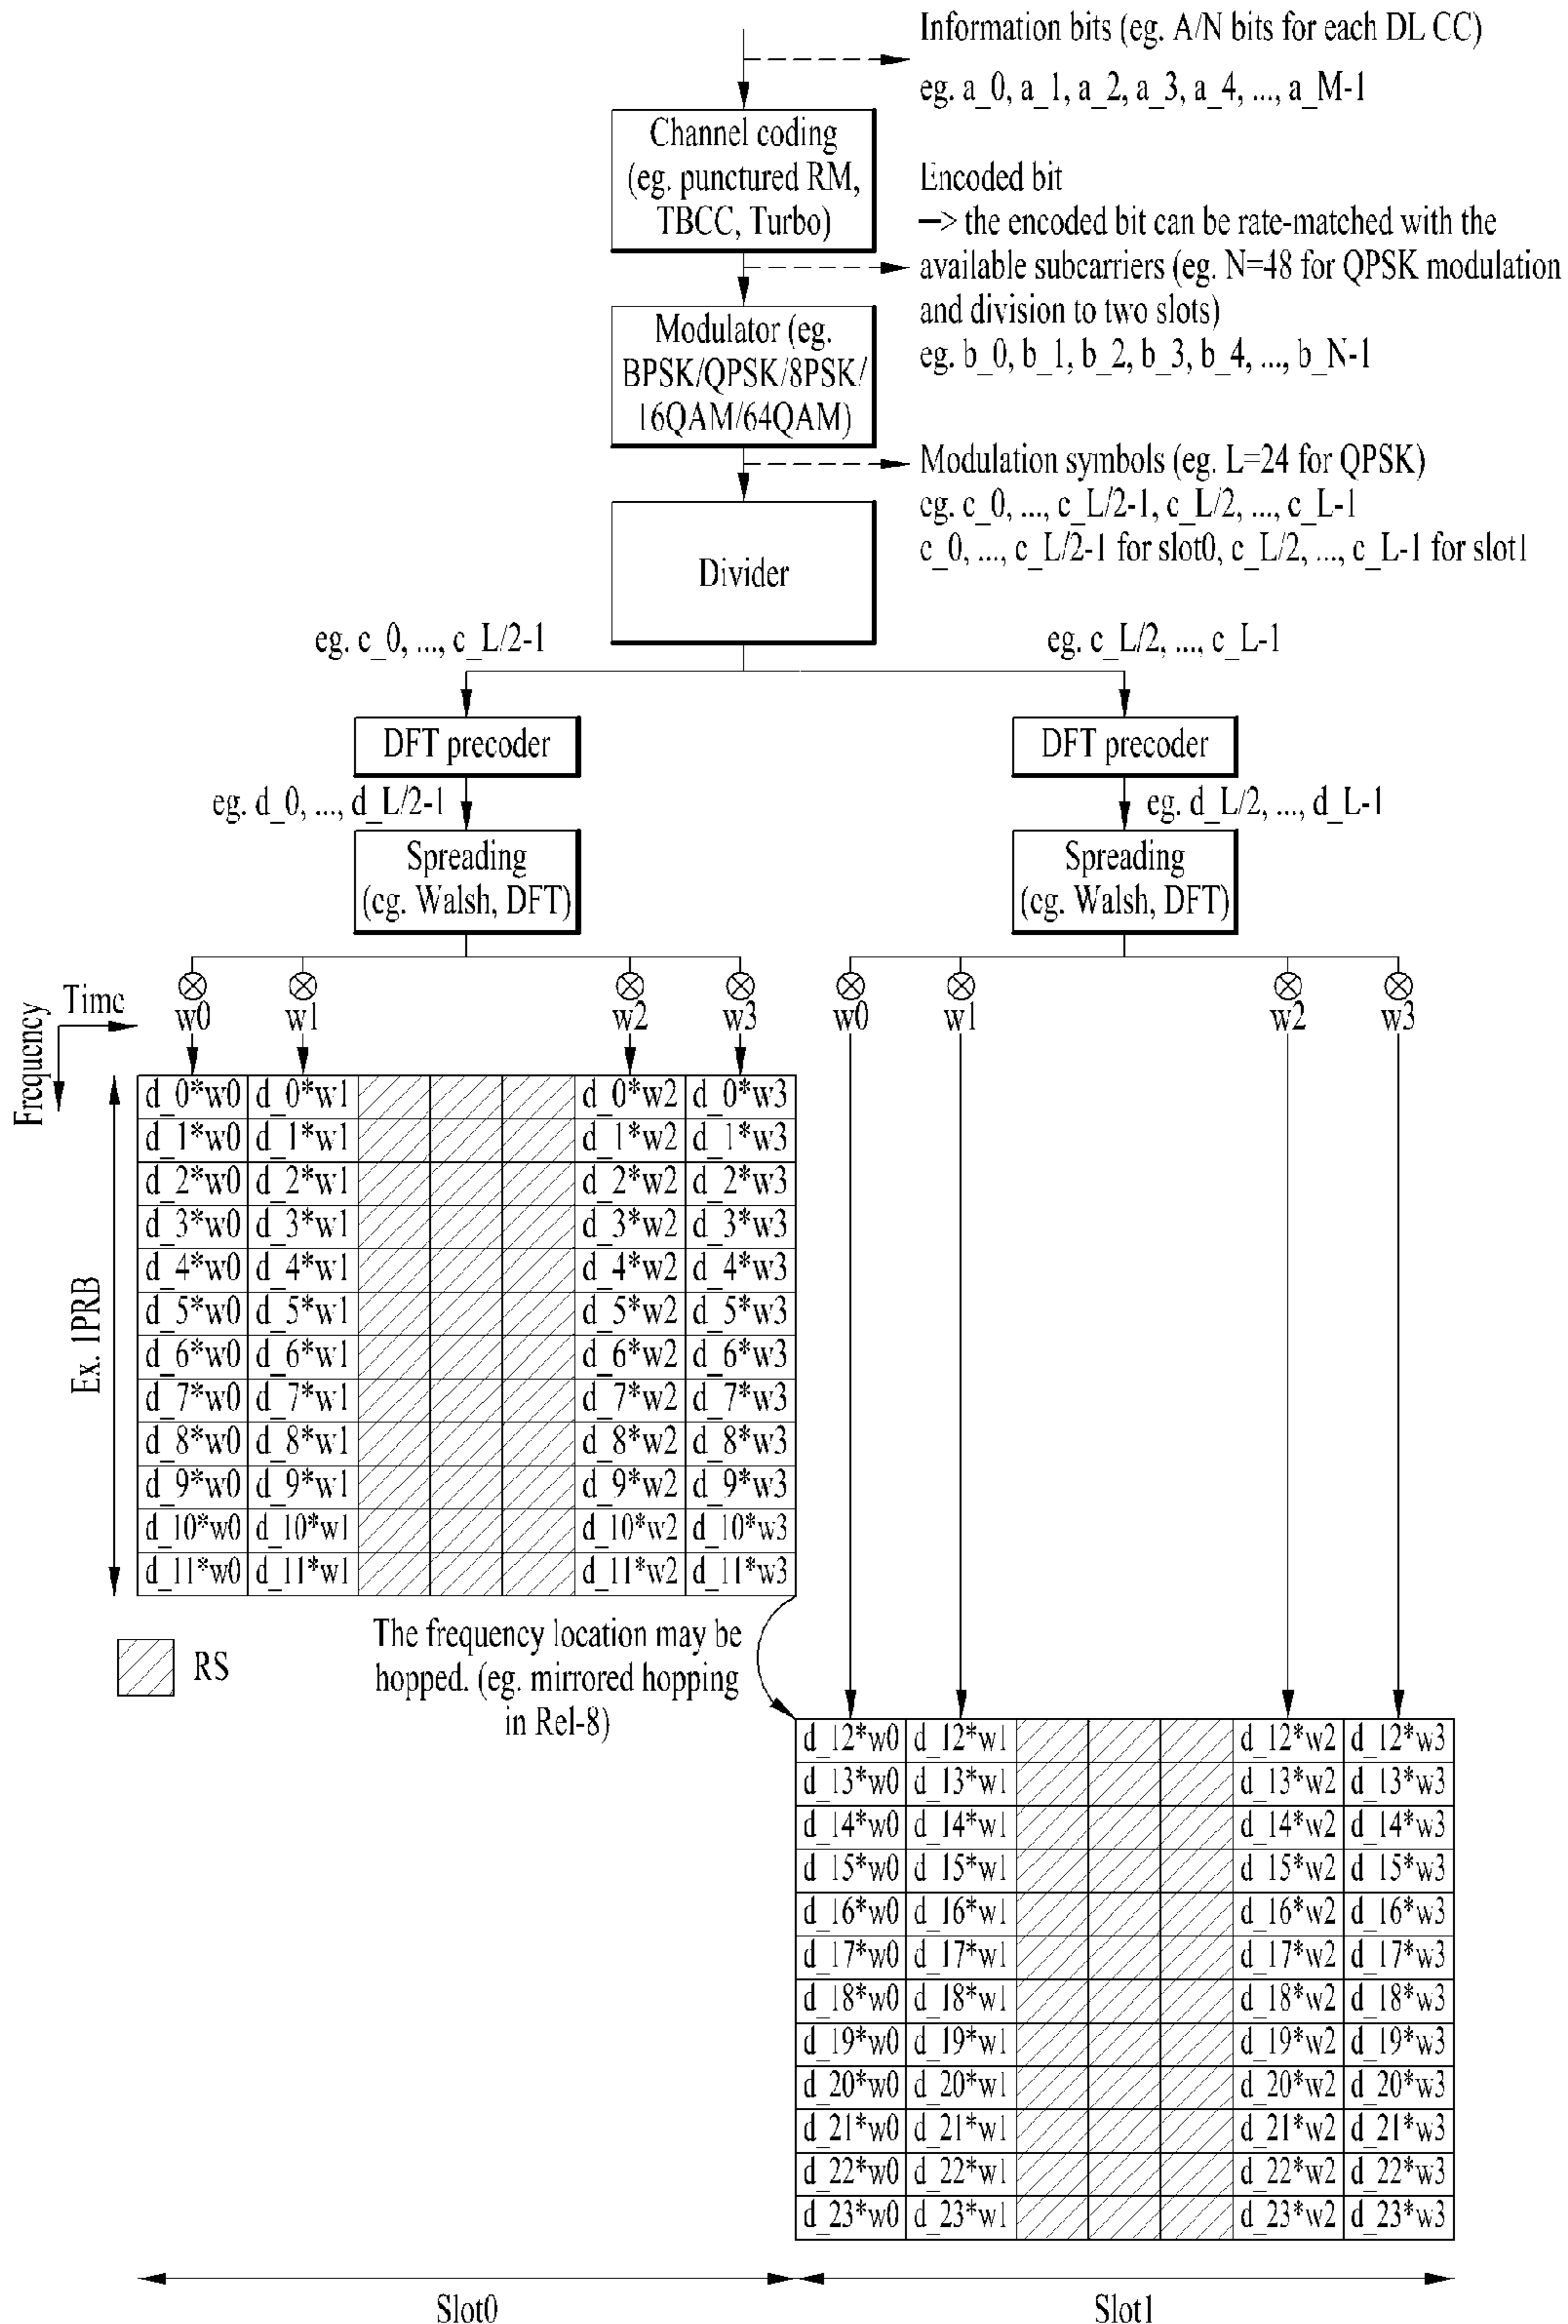 Information bits (eg. A/N bits for each DL CC)
eg. a_0, a_1, a_2, a_3, a_4, ..., a_M-1
Channel coding
(eg. punctured RM,
TBCC, Turbo)
Encoded bit
—> the encoded bit can be rate-matched with the
available subcarriers (eg. N=48 for QPSK modulation
and division to two slots)
eg. b_0, b_1, b_2, b_3, b_4, ..., b_N-1
Modulator (eg.
BPSK/QPSK/8PSK/
16QAM/64QAM)
Modulation symbols (eg. L=24 for QPSK)
eg. c_0, ..., c_L/2-1, c_L/2, ..., c_L-1
c_0, ..., c_L/2-1 for slot0, c_L/2, ..., c_L-1 for slot1
Divider
eg. c_0, ..., c_L/2-1
eg. c_L/2, ..., c_L-1
DFT precoder
DFT precoder
eg. d_0, ..., d_L/2-1
eg. d_L/2, ..., d_L-1
Spreading
(eg. Walsh, DFT)
Spreading
(eg. Walsh, DFT)
Time
Frequency
w0 w1 w2 w3 w0 w1 w2 w3
Ex. 1PRB
d_0*w0 d_0*w1 d_0*w2 d_0*w3
d_1*w0 d_1*w1 d_1*w2 d_1*w3
d_2*w0 d_2*w1 d_2*w2 d_2*w3
d_3*w0 d_3*w1 d_3*w2 d_3*w3
d_4*w0 d_4*w1 d_4*w2 d_4*w3
d_5*w0 d_5*w1 d_5*w2 d_5*w3
d_6*w0 d_6*w1 d_6*w2 d_6*w3
d_7*w0 d_7*w1 d_7*w2 d_7*w3
d_8*w0 d_8*w1 d_8*w2 d_8*w3
d_9*w0 d_9*w1 d_9*w2 d_9*w3
d_10*w0 d_10*w1 d_10*w2 d_10*w3
d_11*w0 d_11*w1 d_11*w2 d_11*w3
RS
The frequency location may be
hopped. (eg. mirrored hopping
in Rel-8)
d_12*w0 d_12*w1 d_12*w2 d_12*w3
d_13*w0 d_13*w1 d_13*w2 d_13*w3
d_14*w0 d_14*w1 d_14*w2 d_14*w3
d_15*w0 d_15*w1 d_15*w2 d_15*w3
d_16*w0 d_16*w1 d_16*w2 d_16*w3
d_17*w0 d_17*w1 d_17*w2 d_17*w3
d_18*w0 d_18*w1 d_18*w2 d_18*w3
d_19*w0 d_19*w1 d_19*w2 d_19*w3
d_20*w0 d_20*w1 d_20*w2 d_20*w3
d_21*w0 d_21*w1 d_21*w2 d_21*w3
d_22*w0 d_22*w1 d_22*w2 d_22*w3
d_23*w0 d_23*w1 d_23*w2 d_23*w3
Slot0
Slot1